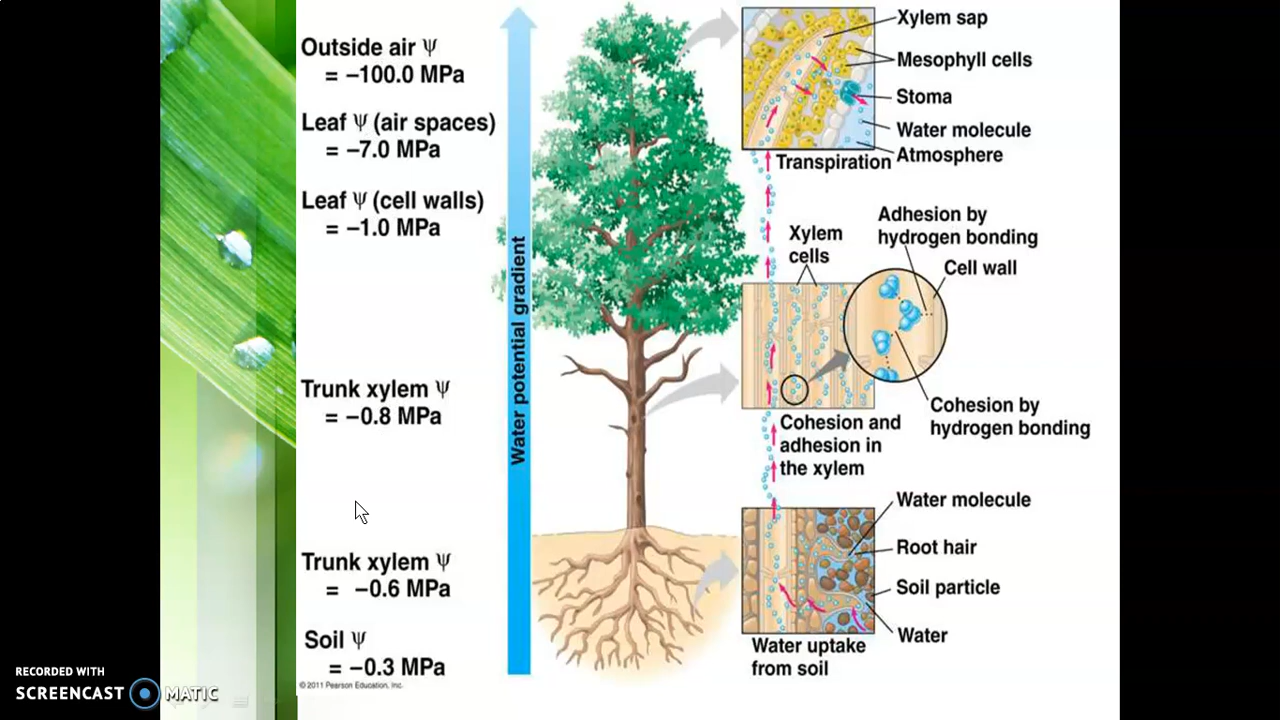 Outside air Ψ
= –100.0 MPa
Leaf Ψ (air spaces)
= –7.0 MPa
Leaf Ψ (cell walls)
= –1.0 MPa
Trunk xylem Ψ
= –0.8 MPa
Trunk xylem Ψ
= –0.6 MPa
Soil Ψ
= –0.3 MPa
© 2011 Pearson Education, Inc.
Water potential gradient
Xylem sap
Mesophyll cells
Stoma
Water molecule
Atmosphere
Transpiration
Xylem
cells
Adhesion by
hydrogen bonding
Cell wall
Cohesion by
hydrogen bonding
Cohesion and
adhesion in
the xylem
Water molecule
Root hair
Soil particle
Water
Water uptake
from soil
RECORDED WITH
SCREENCAST MATIC